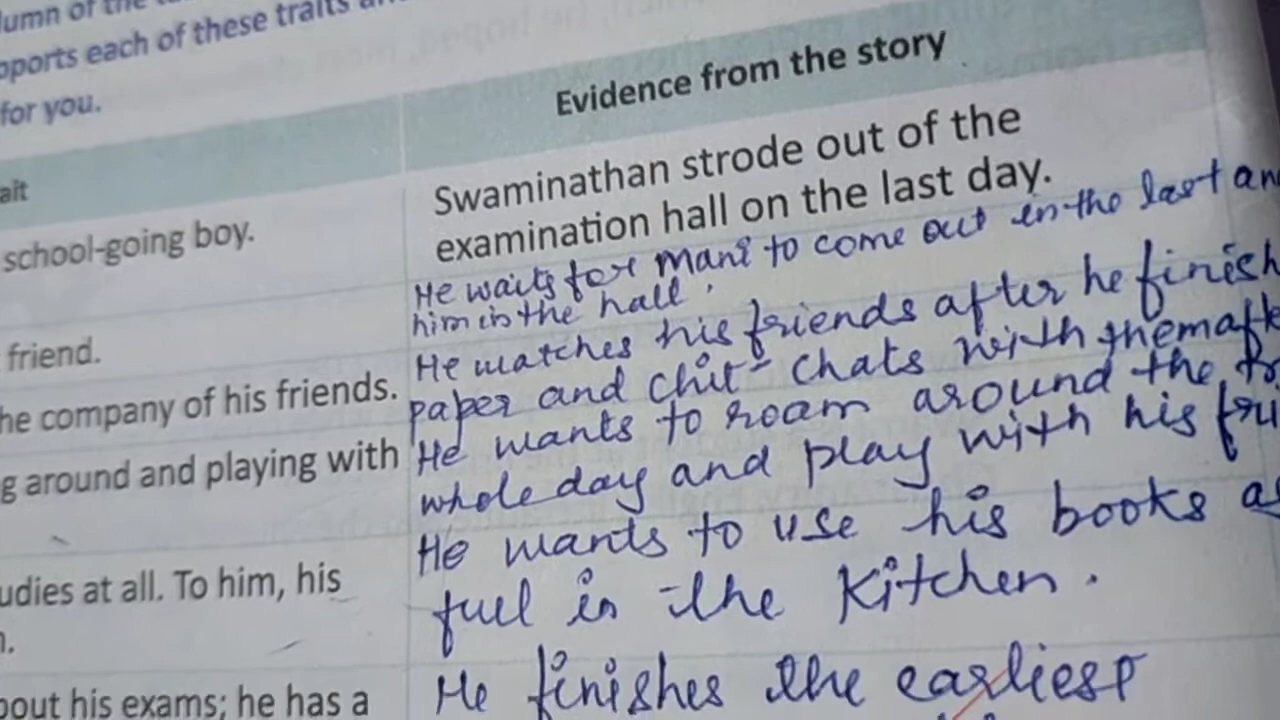 lumn of the
pports each of these traits
for you.
ait
Evidence from the story
school-going boy.
Swaminathan strode out of the
examination hall on the last day.
He waits for Mani to come out in the last an
him in the hall.
friend.
He watches his friends after he finish
he company of his friends.
paper and chit-chats with them aft
g around and playing with
He wants to roam around the
whole day and play with his fri
udies at all. To him, his
He wants to use his books as
fuel in the kitchen.
bout his exams; he has a
He finishes the earliest